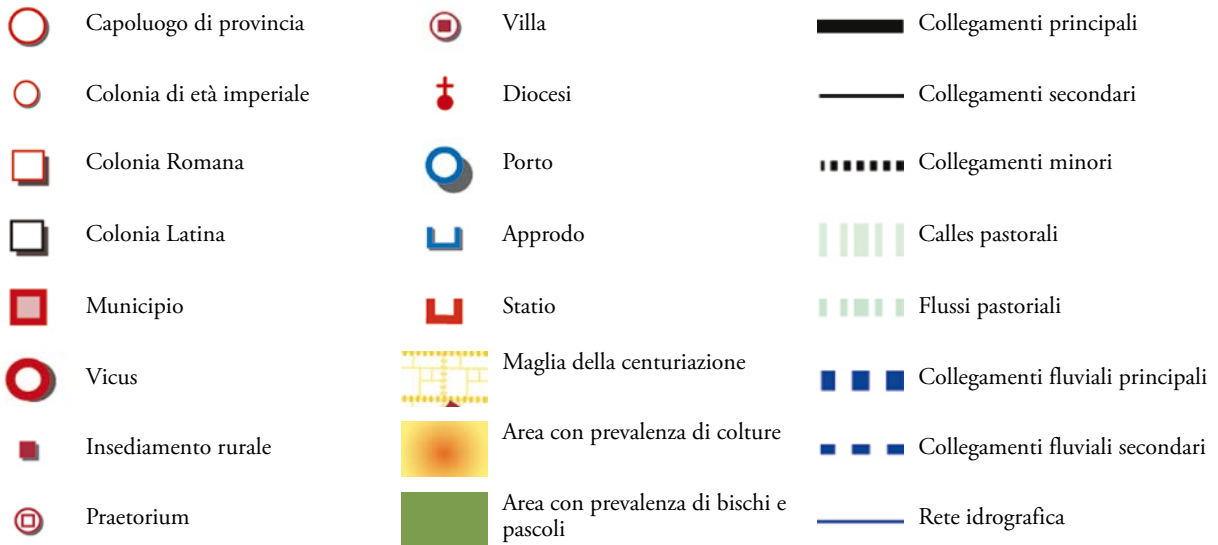 Capoluogo di provincia
Colonia di età imperiale
Colonia Romana
Colonia Latina
Municipio
Vicus
Insediamento rurale
Praetorium
Villa
Diocesi
Porto
Approdo
Statio
Maglia della centuriazione
Area con prevalenza di colture
Area con prevalenza di bischi e
pascoli
Collegamenti principali
Collegamenti secondari
Collegamenti minori
Calles pastorali
Flussi pastoriali
Collegamenti fluviali principali
Collegamenti fluviali secondari
Rete idrografica